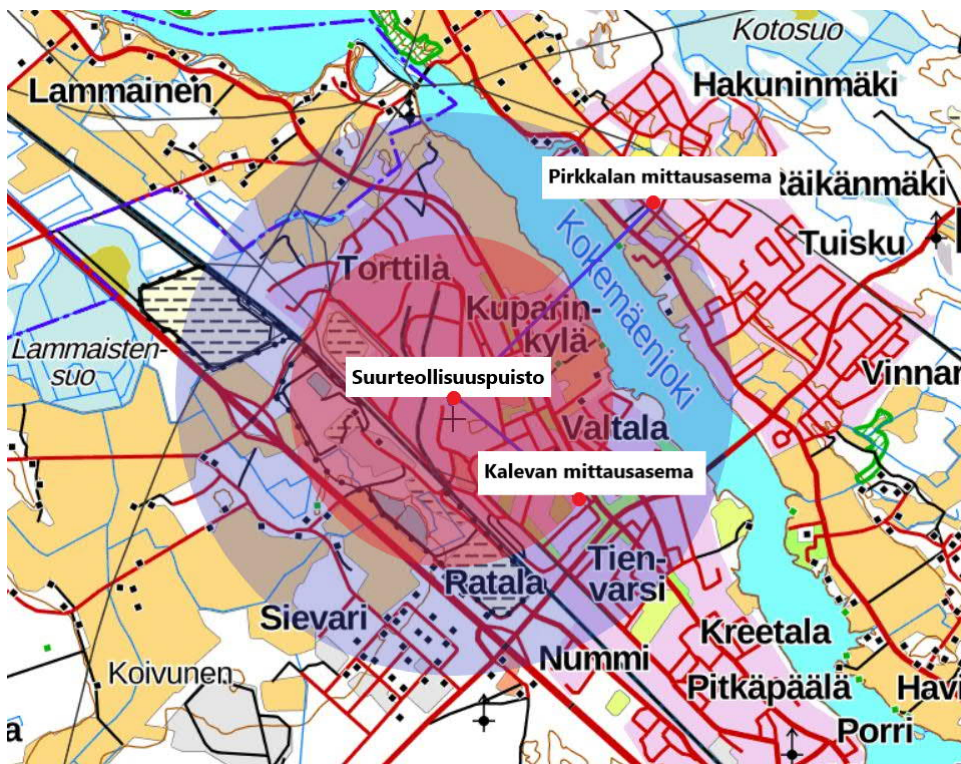 Kotosuo
Lammainen
Hakuninmäki
Pirkkalan mittausasema
Räikänmäki
Tuisku
Kokemäenjoki
Torttila
Kuparin-
kylä
Lammaisten-
suo
Suurteollisuuspuisto
Vinnar
Valtala
Kalevan mittausasema
Tien-
varsi
Ratala
Sievari
Kreetala
Nummi
Koivunen
Pitkäpäälä
Havi
Porri
a